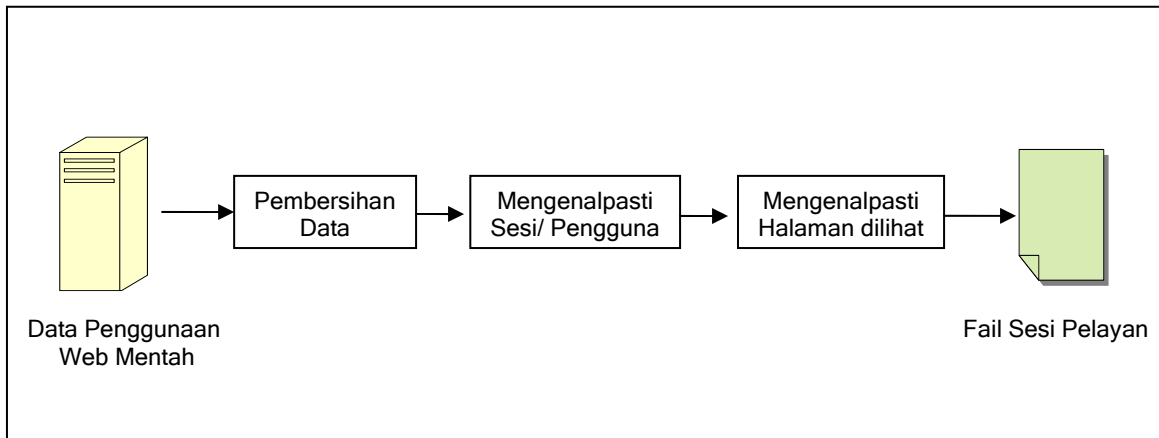 Pembersihan
Data
Mengenalpasti
Sesi/ Pengguna
Mengenalpasti
Halaman dilihat
Data Penggunaan
Web Mentah
Fail Sesi Pelayan